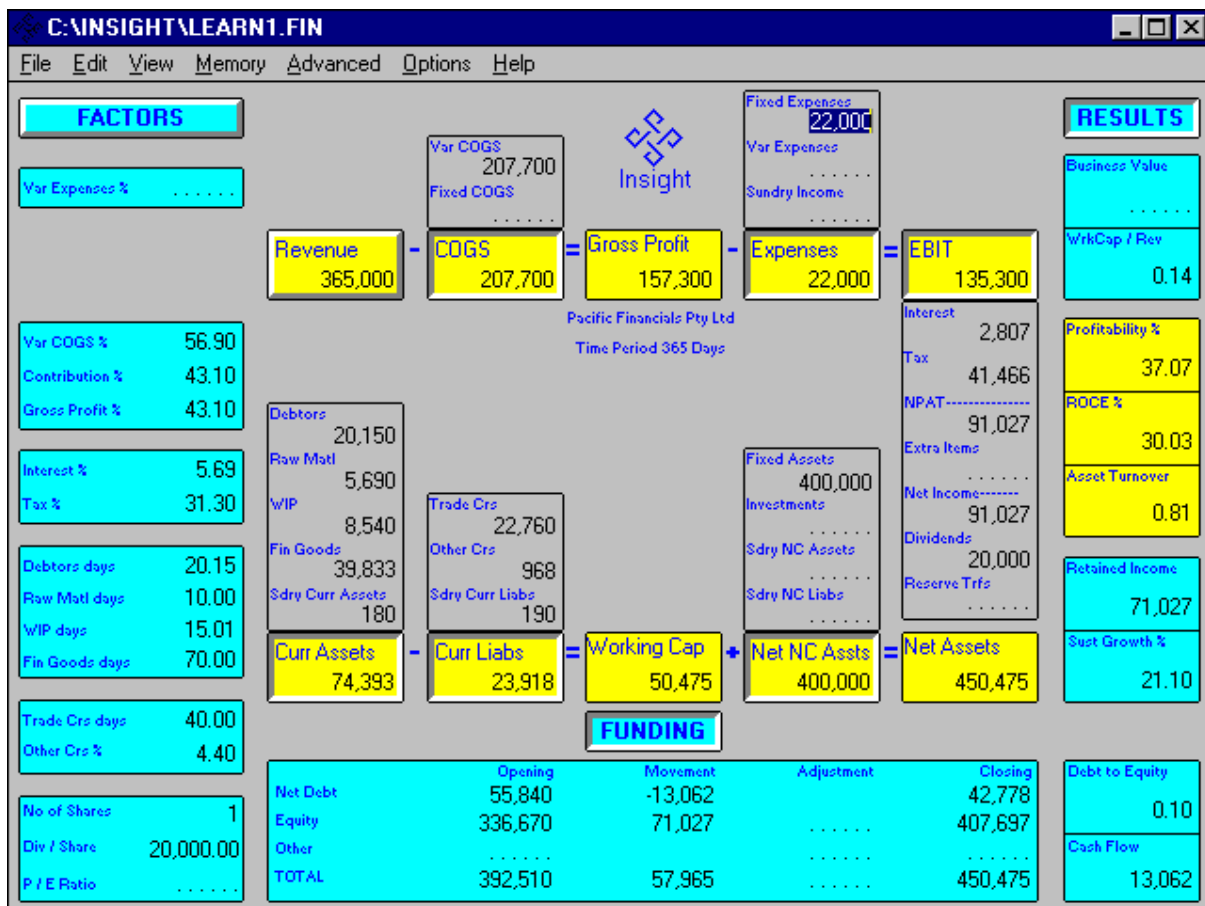 C:\INSIGHT\LEARN1.FIN
File Edit View Memory Advanced Options Help
FACTORS
Var Expenses % . . . . . .
Var COGS % 56.90
Contribution % 43.10
Gross Profit % 43.10
Interest % 5.69
Tax % 31.30
Debtors days 20.15
Raw Matl days 10.00
WIP days 15.01
Fin Goods days 70.00
Trade Crs days 40.00
Other Crs % 4.40
No of Shares 1
Div / Share 20,000.00
P / E Ratio . . . . . .
Var COGS
207,700
Fixed COGS
. . . . . .
Insight
Fixed Expenses
22,000
Var Expenses
. . . . . .
Sundry Income
. . . . . .
Revenue - COGS = Gross Profit - Expenses = EBIT
365,000 207,700 157,300 22,000 135,300
Pacific Financials Pty Ltd
Time Period 365 Days
Interest
2,807
Tax
41,466
NPAT---------------
91,027
Extra Items
. . . . . .
Net Income-------
91,027
Dividends
20,000
Reserve Trfs
. . . . . .
Debtors
20,150
Raw Matl
5,690
WIP
8,540
Fin Goods
39,833
Sdry Curr Assets
180
Trade Crs
22,760
Other Crs
968
Sdry Curr Liabs
190
Fixed Assets
400,000
Investments
. . . . . .
Sdry NC Assets
. . . . . .
Sdry NC Liabs
. . . . . .
Curr Assets - Curr Liabs = Working Cap + Net NC Assts = Net Assets
74,393 23,918 50,475 400,000 450,475
FUNDING
Opening Movement Adjustment Closing
Net Debt 55,840 -13,062 42,778
Equity 336,670 71,027 . . . . . . 407,697
Other . . . . . . . . . . . . . . . . . .
TOTAL 392,510 57,965 . . . . . . 450,475
RESULTS
Business Value
. . . . . .
WrkCap / Rev
0.14
Profitability %
37.07
ROCE %
30.03
Asset Turnover
0.81
Retained Income
71,027
Sust Growth %
21.10
Debt to Equity
0.10
Cash Flow
13,062